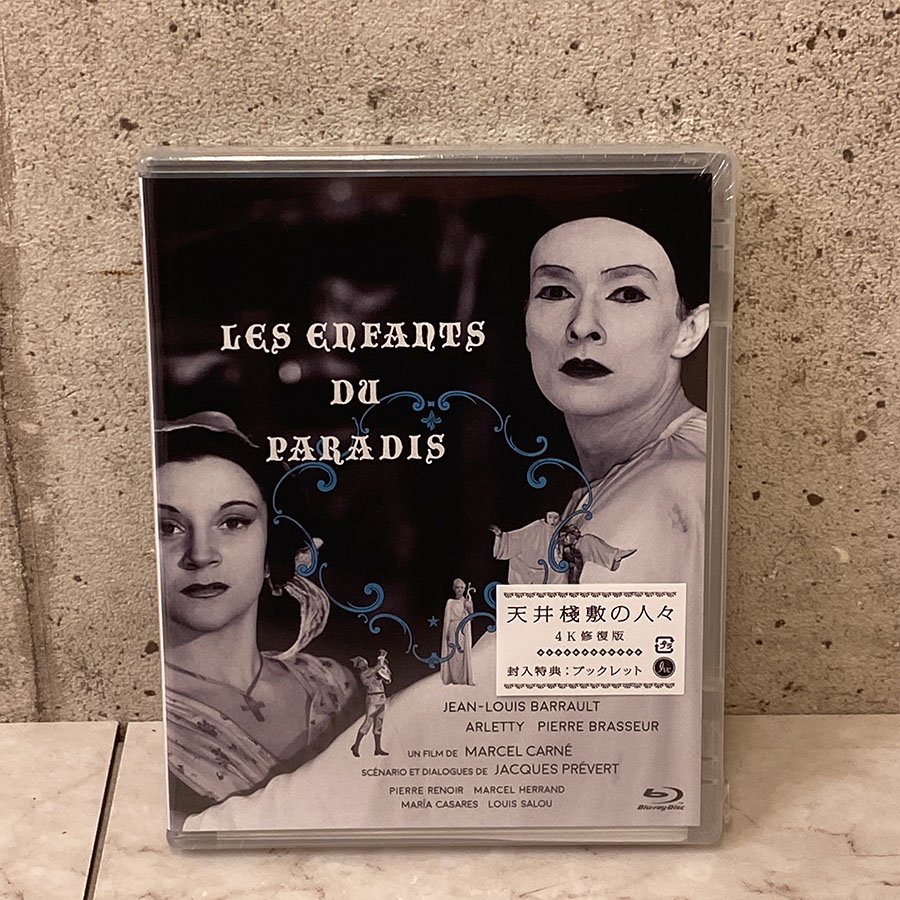 LES ENFANTS
DU
PARADIS
天井棧敷の人々
4K修復版
封入特典:ブックレット
JEAN-LOUIS BARRAULT
ARLETTY PIERRE BRASSEUR
UN FILM DE MARCEL CARNÉ
SCÉNARIO ET DIALOGUES DE JACQUES PRÉVERT
PIERRE RENOIR MARCEL HERRAND
MARÍA CASARES LOUIS SALOU
Blu-ray Disc